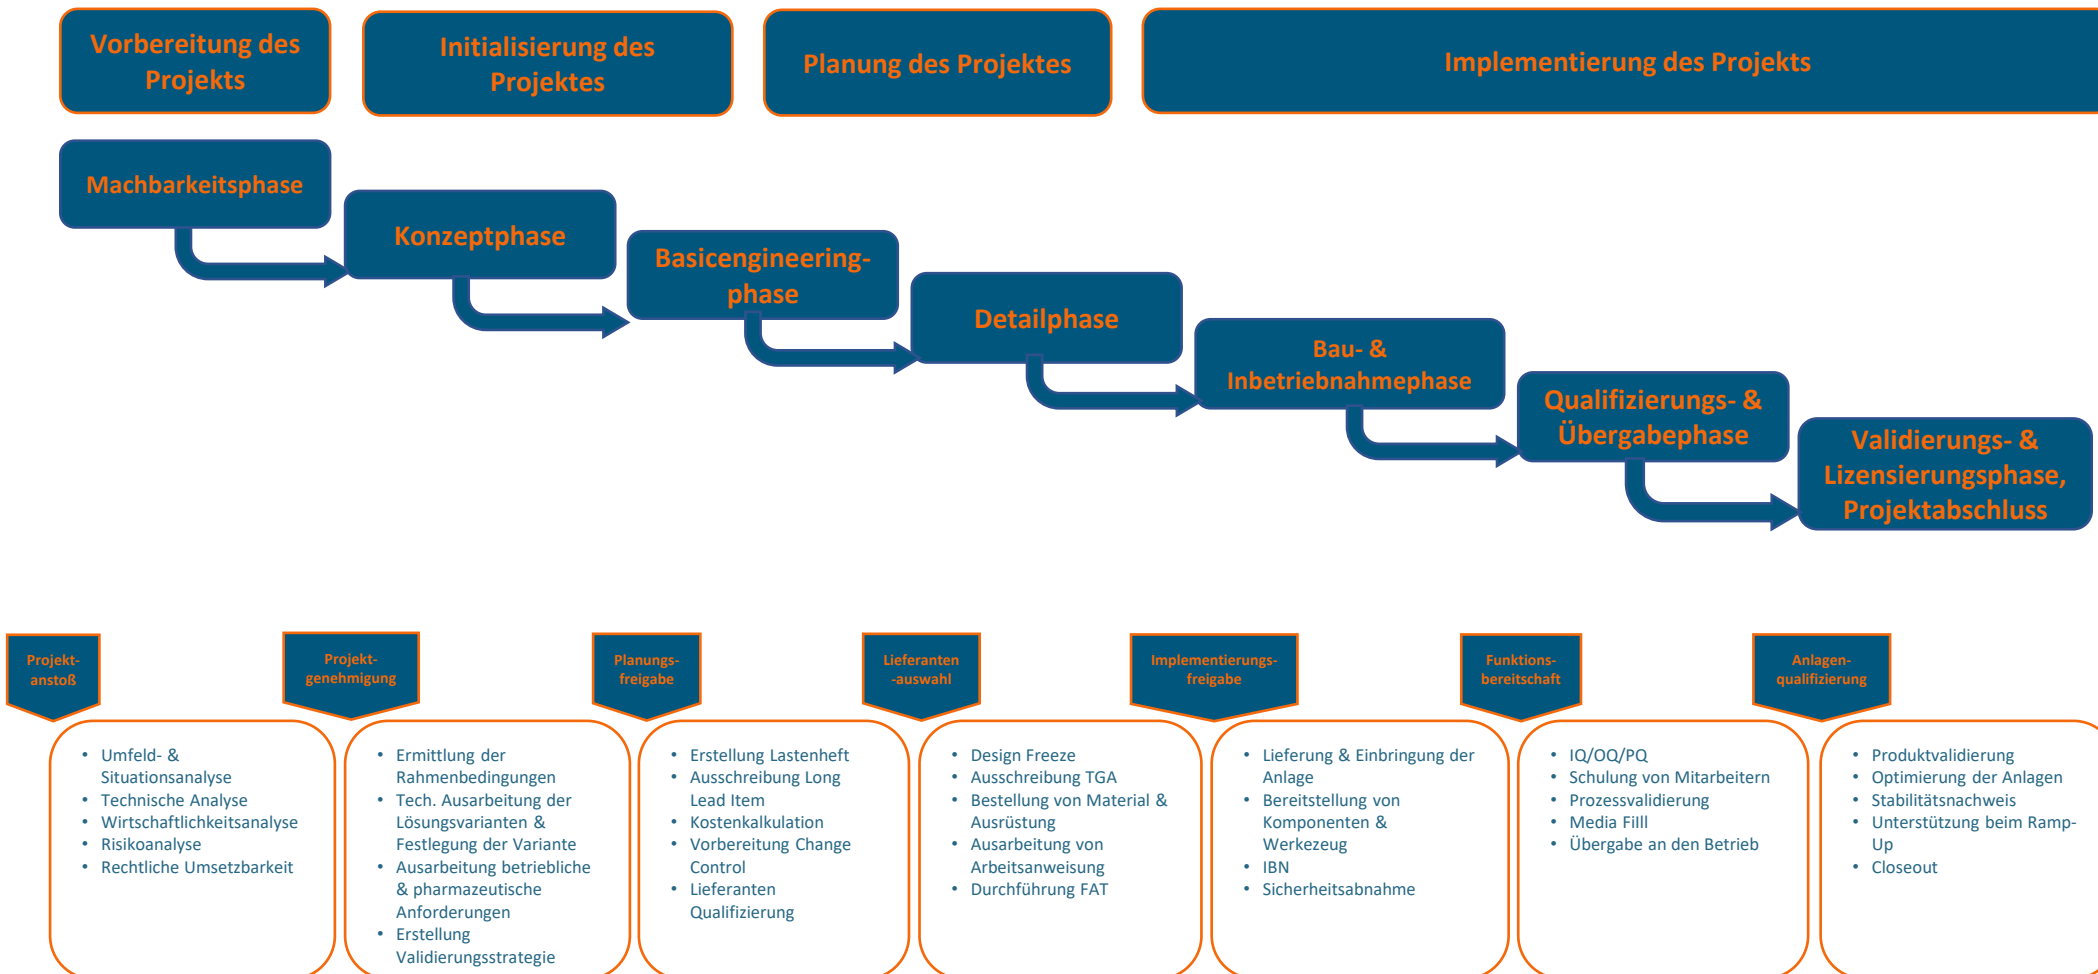 Vorbereitung des
Projekts
Initialisierung des
Projektes
Planung des Projektes
Implementierung des Projekts
Machbarkeitsphase
Konzeptphase
Basicengineering-
phase
Detailphase
Bau- &
Inbetriebnahmephase
Qualifizierungs- &
Übergabephase
Validierungs- &
Lizensierungsphase,
Projektabschluss
Projekt-
anstoß
Projekt-
genehmigung
Planungs-
freigabe
Lieferanten
-auswahl
Implementierungs-
freigabe
Funktions-
bereitschaft
Anlagen-
qualifizierung
• Umfeld- &
Situationsanalyse
• Technische Analyse
• Wirtschaftlichkeitsanalyse
• Risikoanalyse
• Rechtliche Umsetzbarkeit
• Ermittlung der
Rahmenbedingungen
• Tech. Ausarbeitung der
Lösungsvarianten &
Festlegung der Variante
• Ausarbeitung betriebliche
& pharmazeutische
Anforderungen
• Erstellung
Validierungsstrategie
• Erstellung Lastenheft
• Ausschreibung Long
Lead Item
• Kostenkalkulation
• Vorbereitung Change
Control
• Lieferanten
Qualifizierung
• Design Freeze
• Ausschreibung TGA
• Bestellung von Material &
Ausrüstung
• Ausarbeitung von
Arbeitsanweisung
• Durchführung FAT
• Lieferung & Einbringung der
Anlage
• Bereitstellung von
Komponenten &
Werkezeug
• IBN
• Sicherheitsabnahme
• IQ/OQ/PQ
• Schulung von Mitarbeitern
• Prozessvalidierung
• Media Filll
• Übergabe an den Betrieb
• Produktvalidierung
• Optimierung der Anlagen
• Stabilitätsnachweis
• Unterstützung beim Ramp-
Up
• Closeout